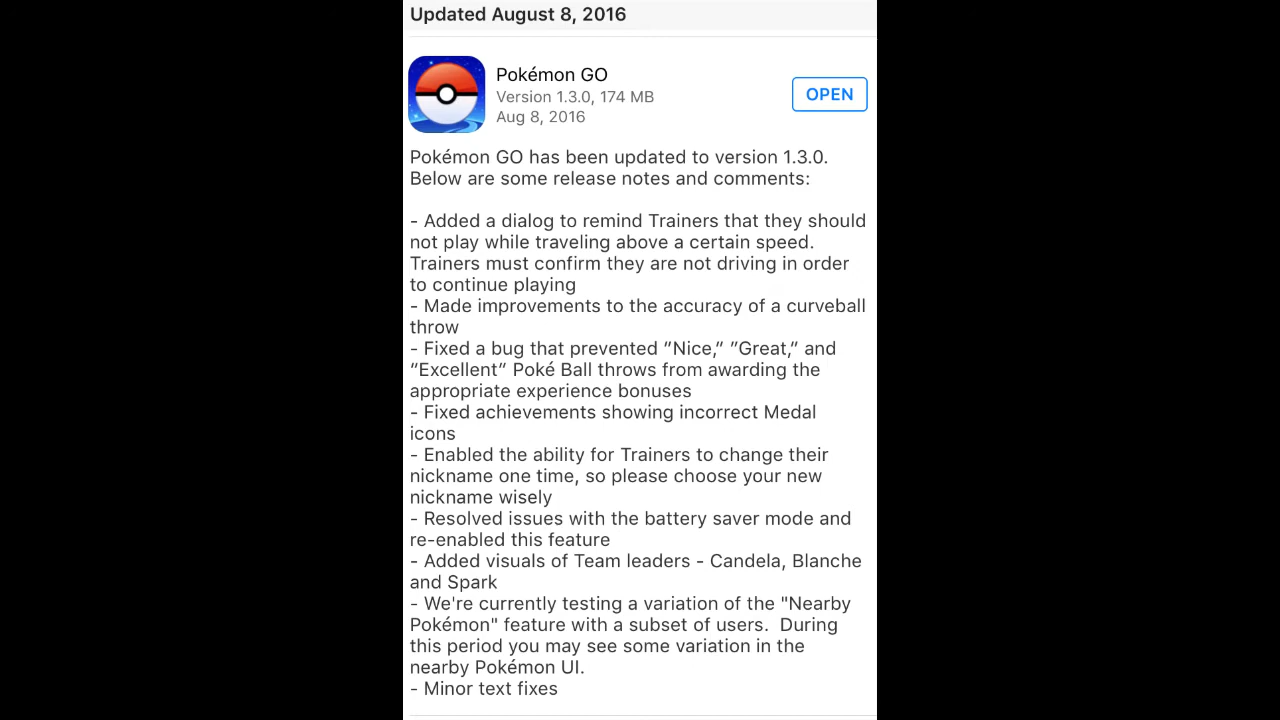 Updated August 8, 2016
Pokémon GO
Version 1.3.0, 174 MB
Aug 8, 2016
OPEN
Pokémon GO has been updated to version 1.3.0.
Below are some release notes and comments:
- Added a dialog to remind Trainers that they should
not play while traveling above a certain speed.
Trainers must confirm they are not driving in order
to continue playing
- Made improvements to the accuracy of a curveball
throw
- Fixed a bug that prevented “Nice,” ”Great,” and
“Excellent” Poké Ball throws from awarding the
appropriate experience bonuses
- Fixed achievements showing incorrect Medal
icons
- Enabled the ability for Trainers to change their
nickname one time, so please choose your new
nickname wisely
- Resolved issues with the battery saver mode and
re-enabled this feature
- Added visuals of Team leaders - Candela, Blanche
and Spark
- We're currently testing a variation of the "Nearby
Pokémon" feature with a subset of users.  During
this period you may see some variation in the
nearby Pokémon UI.
- Minor text fixes